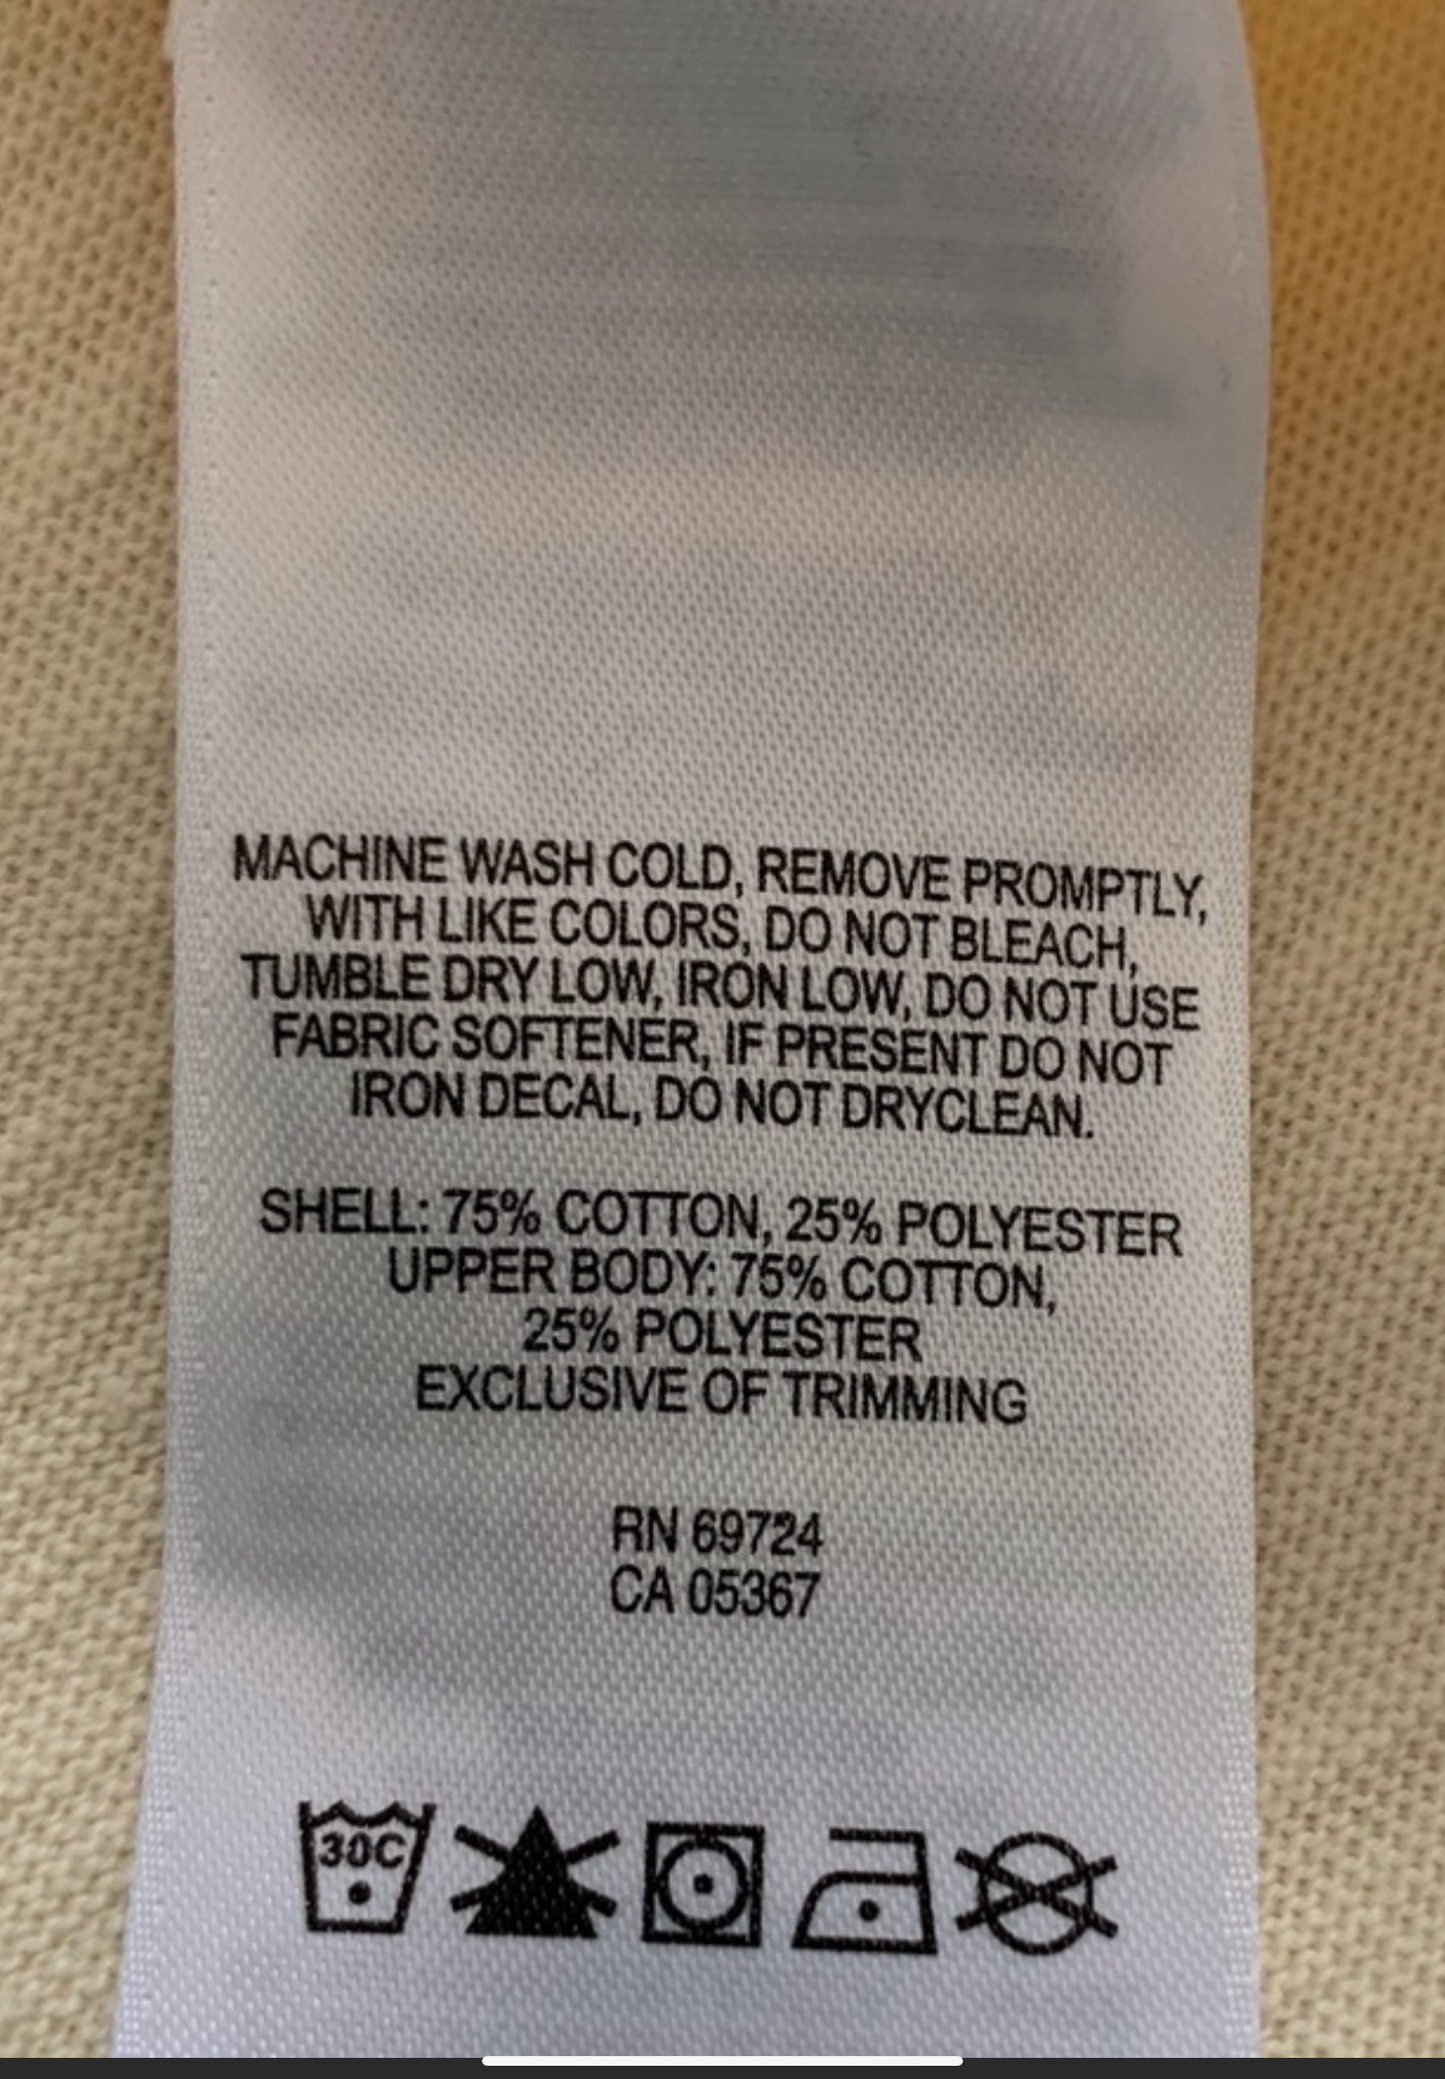 MACHINE WASH COLD, REMOVE PROMPTLY,
WITH LIKE COLORS, DO NOT BLEACH,
TUMBLE DRY LOW, IRON LOW, DO NOT USE
FABRIC SOFTENER, IF PRESENT DO NOT
IRON DECAL, DO NOT DRYCLEAN.
SHELL: 75% COTTON, 25% POLYESTER
UPPER BODY: 75% COTTON,
25% POLYESTER
EXCLUSIVE OF TRIMMING
RN 69724
CA 05367
30C